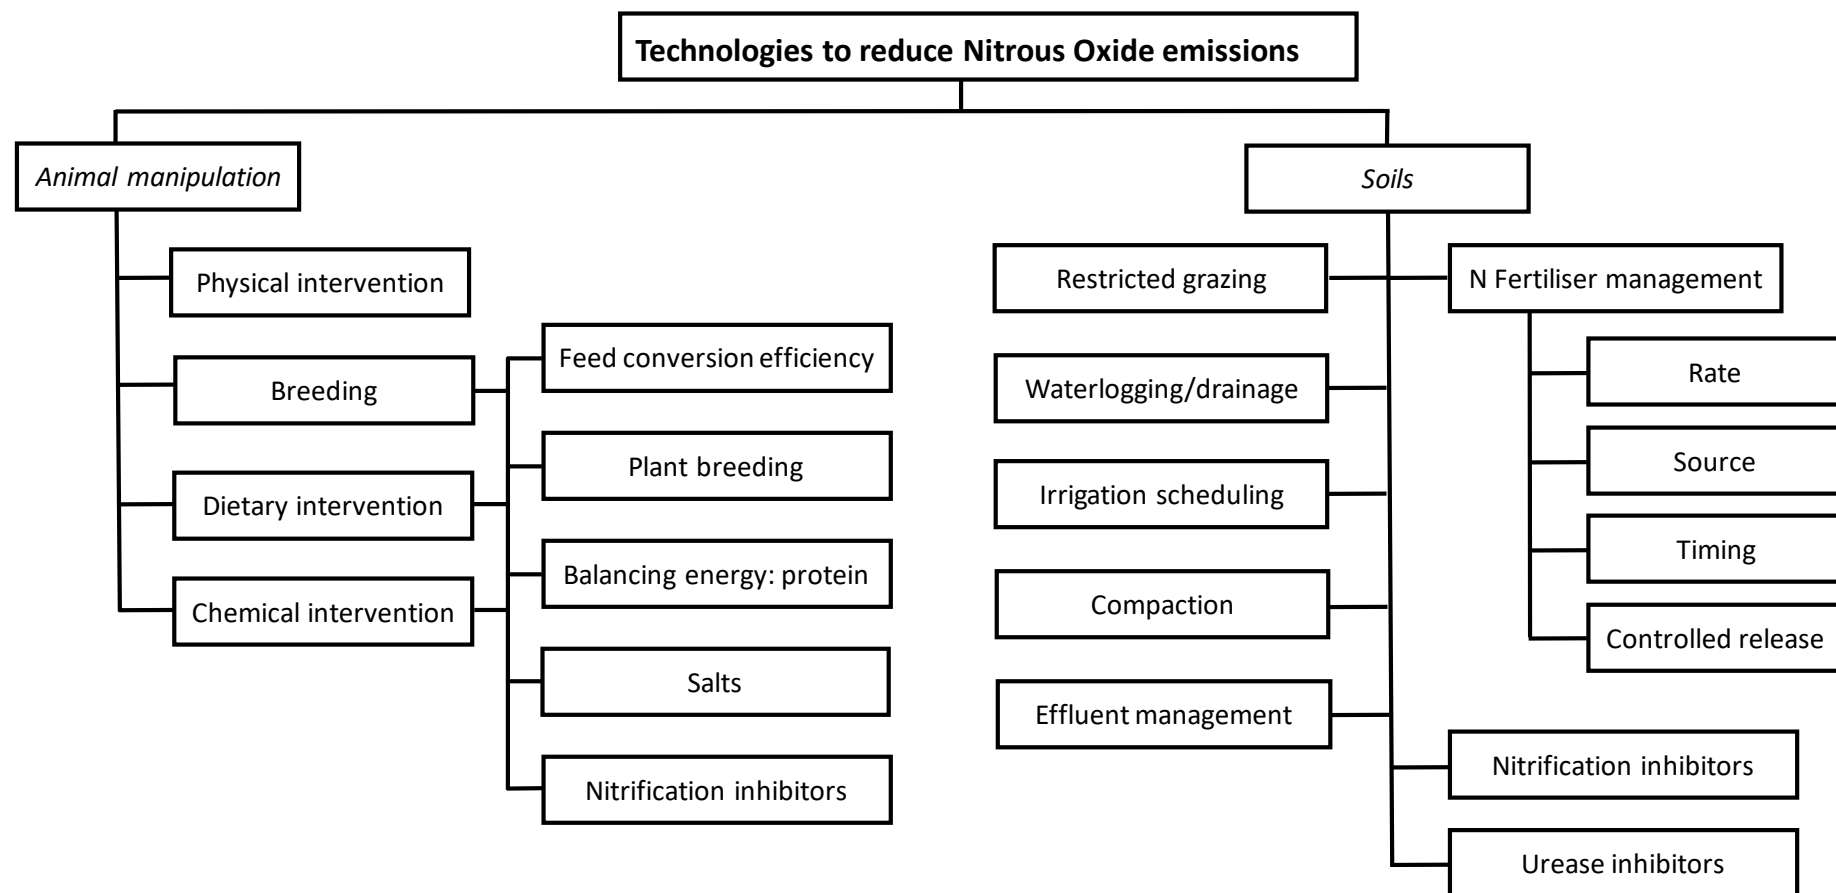 Technologies to reduce Nitrous Oxide emissions
Animal manipulation
Physical intervention
Breeding
Dietary intervention
Chemical intervention
Feed conversion efficiency
Plant breeding
Balancing energy: protein
Salts
Nitrification inhibitors
Soils
Restricted grazing
Waterlogging/drainage
Irrigation scheduling
Compaction
Effluent management
N Fertiliser management
Rate
Source
Timing
Controlled release
Nitrification inhibitors
Urease inhibitors